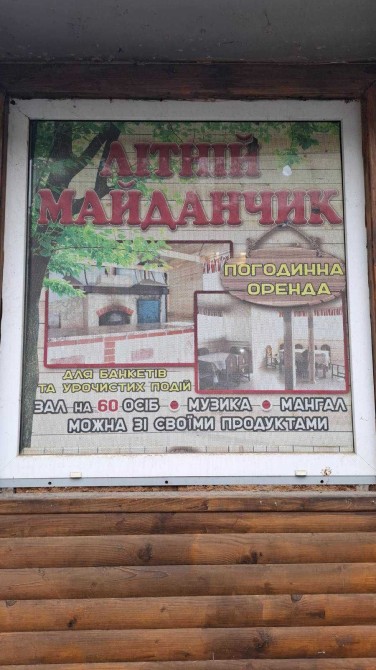 ЛІТНІЙ
МАЙДАНЧИК
ПОГОДИННА
ОРЕНДА
ДЛЯ БАНКЕТІВ
ТА УРОЧИСТИХ ПОДІЙ
ЗАЛ НА 60 ОСІБ • МУЗИКА • МАНГАЛ
МОЖНА ЗІ СВОЇМИ ПРОДУКТАМИ